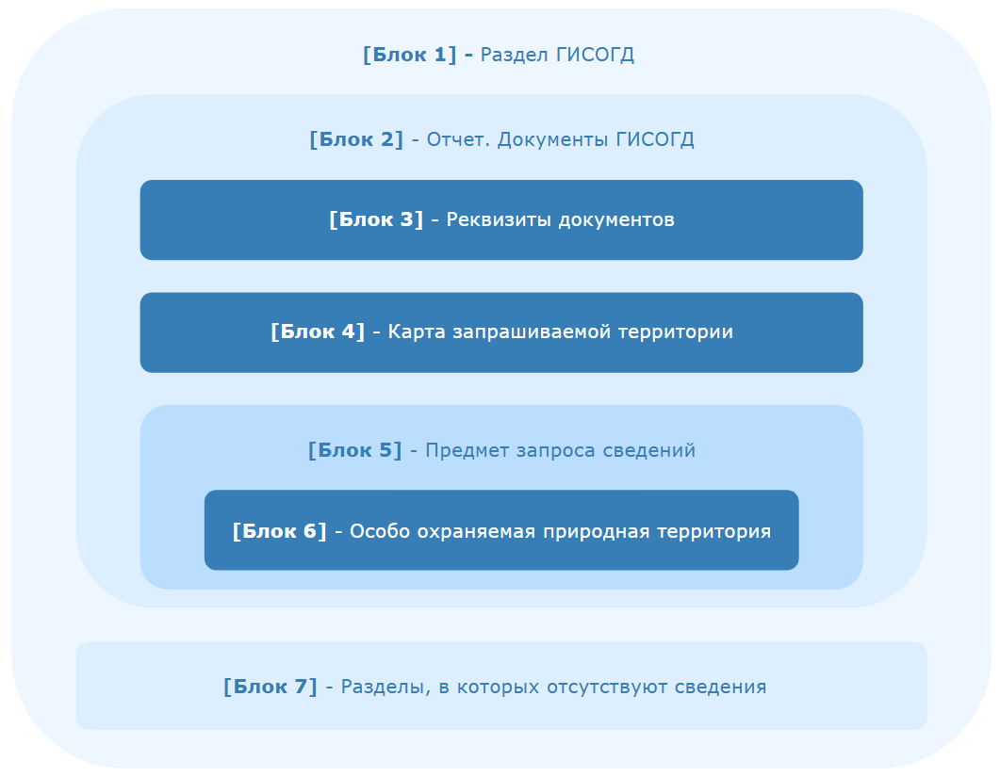 [Блок 1] - Раздел ГИСОГД
[Блок 2] - Отчет. Документы ГИСОГД
[Блок 3] - Реквизиты документов
[Блок 4] - Карта запрашиваемой территории
[Блок 5] - Предмет запроса сведений
[Блок 6] - Особо охраняемая природная территория
[Блок 7] - Разделы, в которых отсутствуют сведения